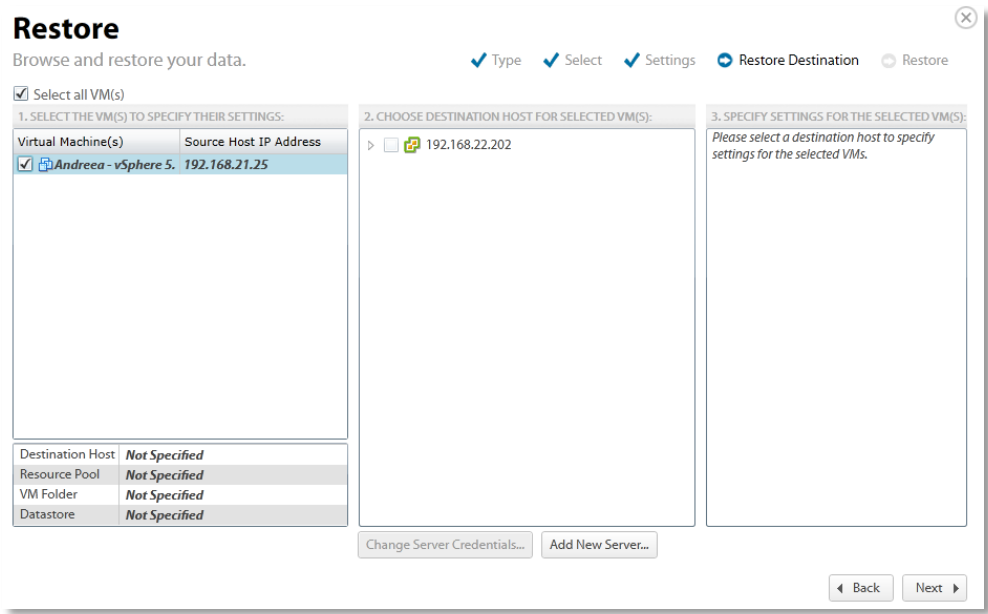 Restore
Browse and restore your data.
Type Select Settings Restore Destination Restore
Select all VM(s)
1. SELECT THE VM(S) TO SPECIFY THEIR SETTINGS:
Virtual Machine(s) Source Host IP Address
Andreea - vSphere 5. 192.168.21.25
Destination Host Not Specified
Resource Pool Not Specified
VM Folder Not Specified
Datastore Not Specified
2. CHOOSE DESTINATION HOST FOR SELECTED VM(S):
192.168.22.202
Change Server Credentials... Add New Server...
3. SPECIFY SETTINGS FOR THE SELECTED VM(S):
Please select a destination host to specify
settings for the selected VMs.
Back Next